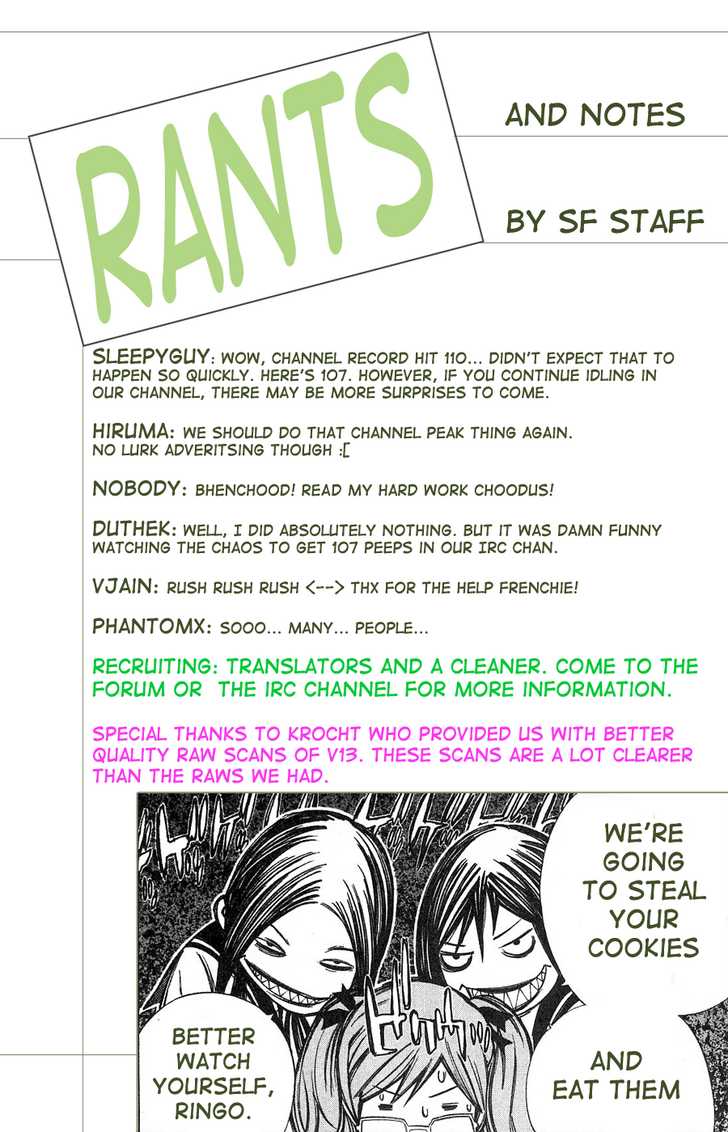 RANTS
AND NOTES
BY SF STAFF
SLEEPYGUY: WOW, CHANNEL RECORD HIT 110... DIDN'T EXPECT THAT TO
HAPPEN SO QUICKLY. HERE'S 107. HOWEVER, IF YOU CONTINUE IDLING IN
OUR CHANNEL, THERE MAY BE MORE SURPRISES TO COME.
HIRUMA: WE SHOULD DO THAT CHANNEL PEAK THING AGAIN.
NO LURK ADVERITSING THOUGH :[
NOBODY: BHENCHOOD! READ MY HARD WORK CHOODUS!
DUTHEK: WELL, I DID ABSOLUTELY NOTHING. BUT IT WAS DAMN FUNNY
WATCHING THE CHAOS TO GET 107 PEEPS IN OUR IRC CHAN.
VJAIN: RUSH RUSH RUSH <--> THX FOR THE HELP FRENCHIE!
PHANTOMX: SOOO... MANY... PEOPLE...
RECRUITING: TRANSLATORS AND A CLEANER. COME TO THE
FORUM OR THE IRC CHANNEL FOR MORE INFORMATION.
SPECIAL THANKS TO KROCHT WHO PROVIDED US WITH BETTER
QUALITY RAW SCANS OF V13. THESE SCANS ARE A LOT CLEARER
THAN THE RAWS WE HAD.
WE'RE
GOING
TO STEAL
YOUR
COOKIES
AND
EAT THEM
BETTER
WATCH
YOURSELF,
RINGO.